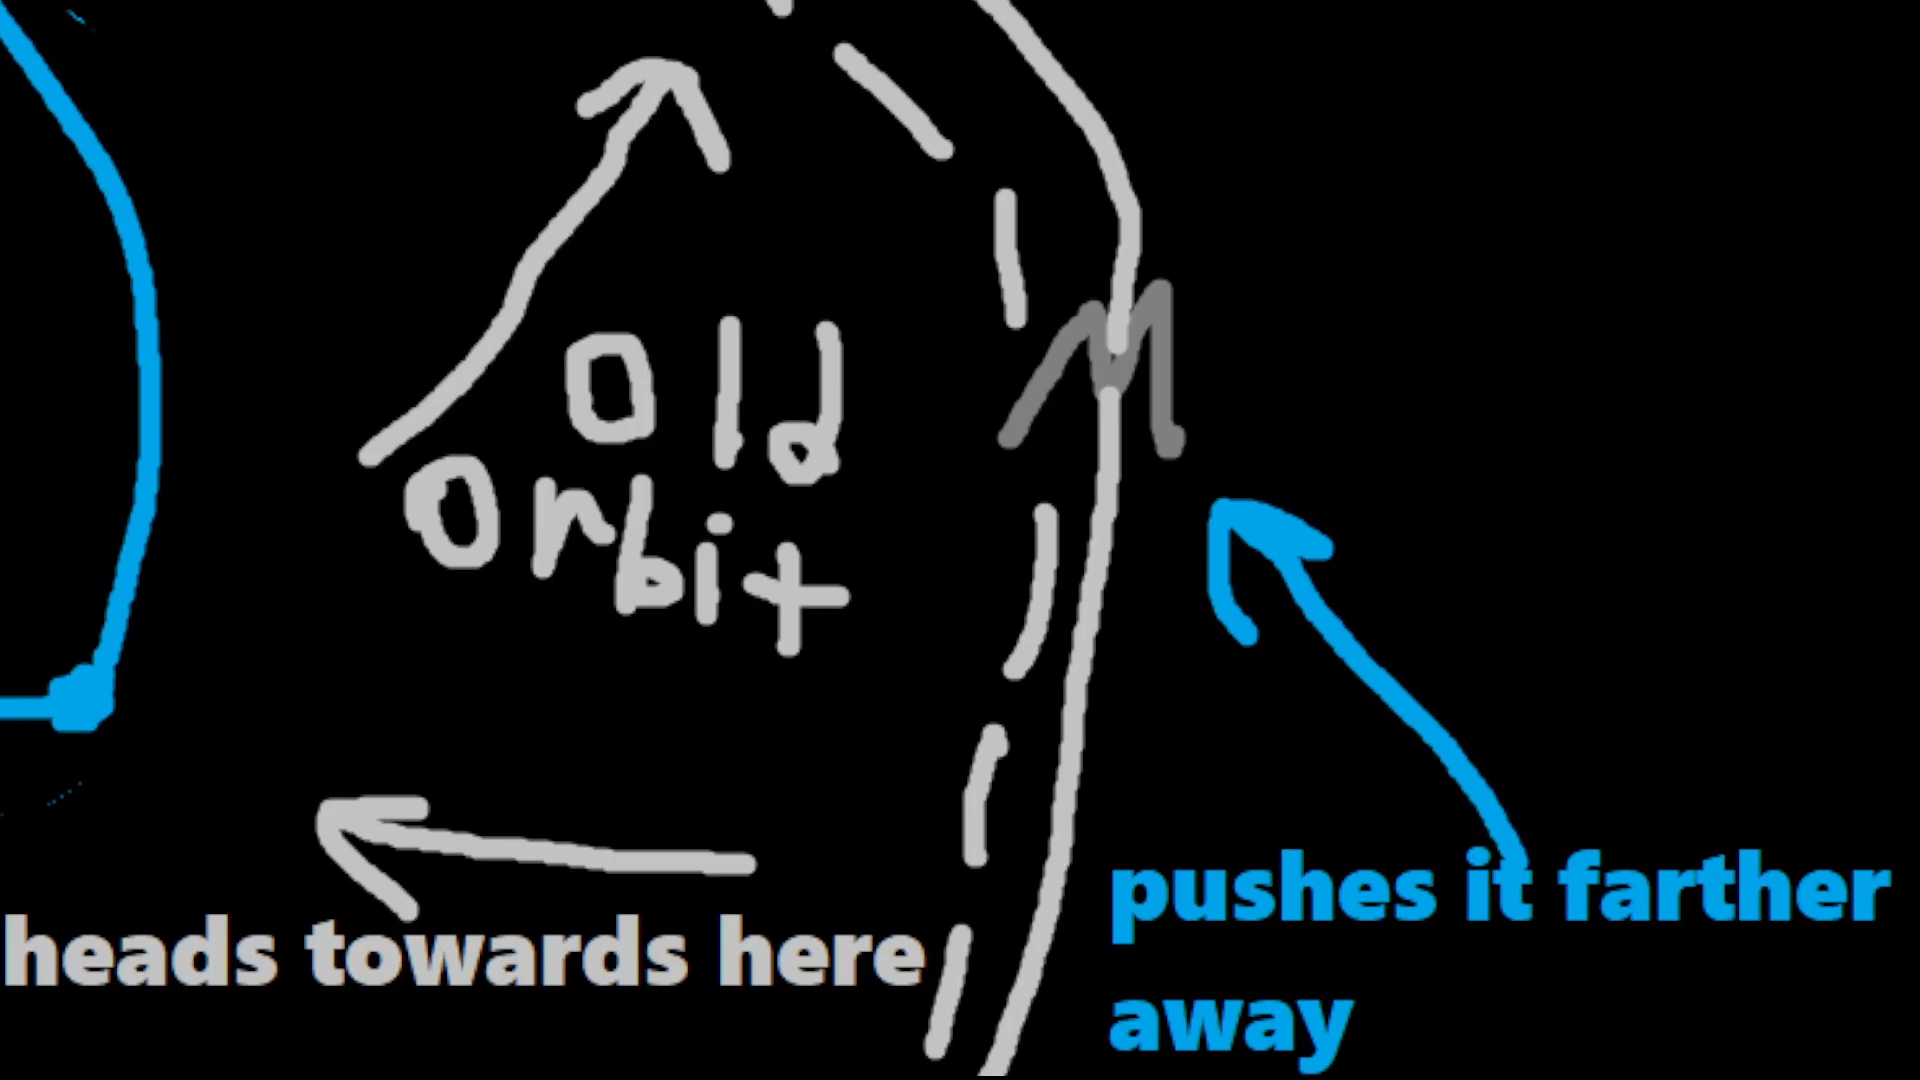 Old
Orbit
M
heads towards here
pushes it farther
away